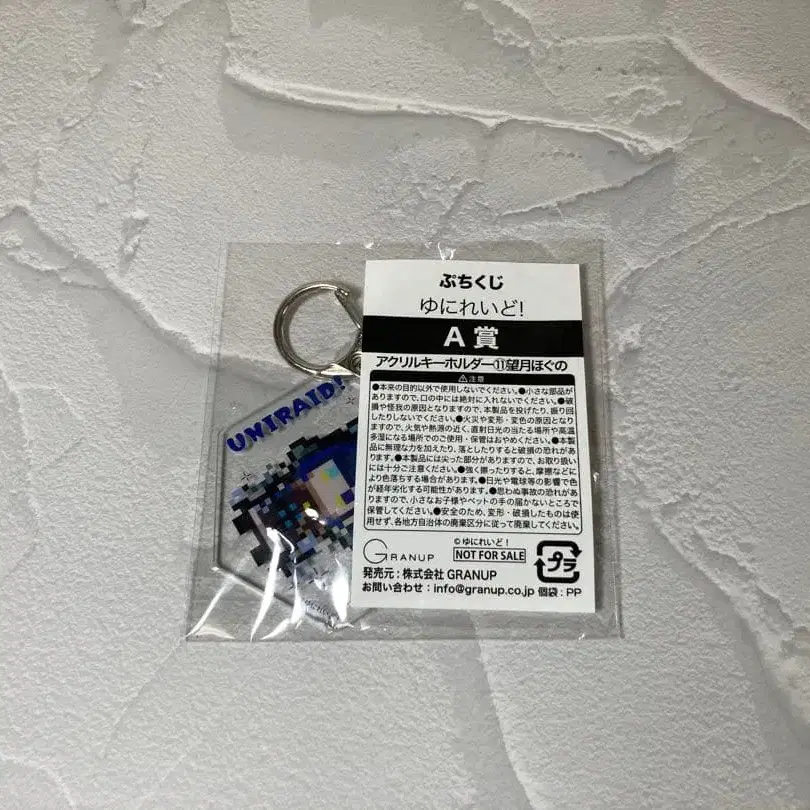 ぷちくじ
ゆにれいど!
A賞
アクリルキーホルダー⑪望月ほぐの
⚠注意
●本来の目的以外で使用しないでください。●小さな部品が
ありますので、口の中には絶対に入れないでください。●破
損や怪我の原因となりますので、本製品を投げたり、振り回
したりしないでください。●火災や変形・変色の原因となり
ますので、火気や熱源の近く、直射日光の当たる場所や高温
多湿になる場所でのご使用・保管はおやめください。●本製品
に無理な力を加えたり、落としたりすると破損の恐れがあり
ます。●本製品には尖った部分がありますので、お取り扱い
には十分ご注意ください。●強く擦ったりすると、摩擦などに
より色落ちする場合があります。●日光や電球等の影響で色
が経年劣化する可能性があります。●思わぬ事故の恐れがあ
りますので、小さなお子様やペットの手の届かないところで
保管してください。●安全のため、変形・破損したものは使
用せず、各地方自治体の廃棄区分に従って廃棄してください。
© ゆにれいど!
GRANUP
NOT FOR SALE
プラ
発売元:株式会社 GRANUP
お問い合わせ:info@granup.co.jp 個袋:PP
UNIRAID!